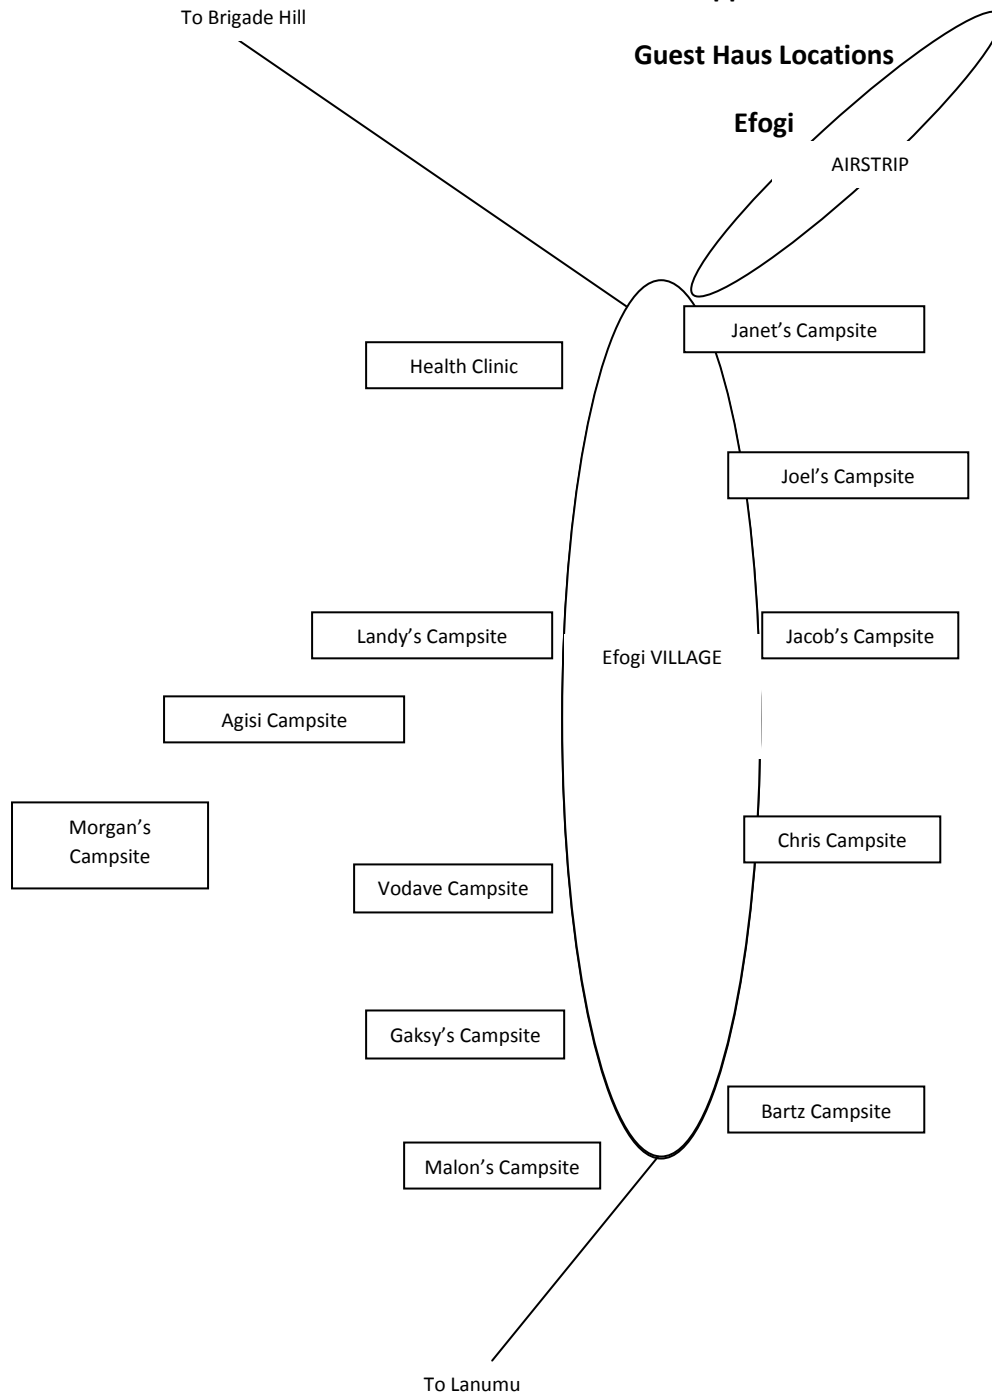 To Brigade Hill
Guest Haus Locations
Efogi
AIRSTRIP
Janet’s Campsite
Health Clinic
Joel’s Campsite
Landy’s Campsite
Jacob’s Campsite
Efogi VILLAGE
Agisi Campsite
Morgan’s
Campsite
Chris Campsite
Vodave Campsite
Gaksy’s Campsite
Bartz Campsite
Malon’s Campsite
To Lanumu